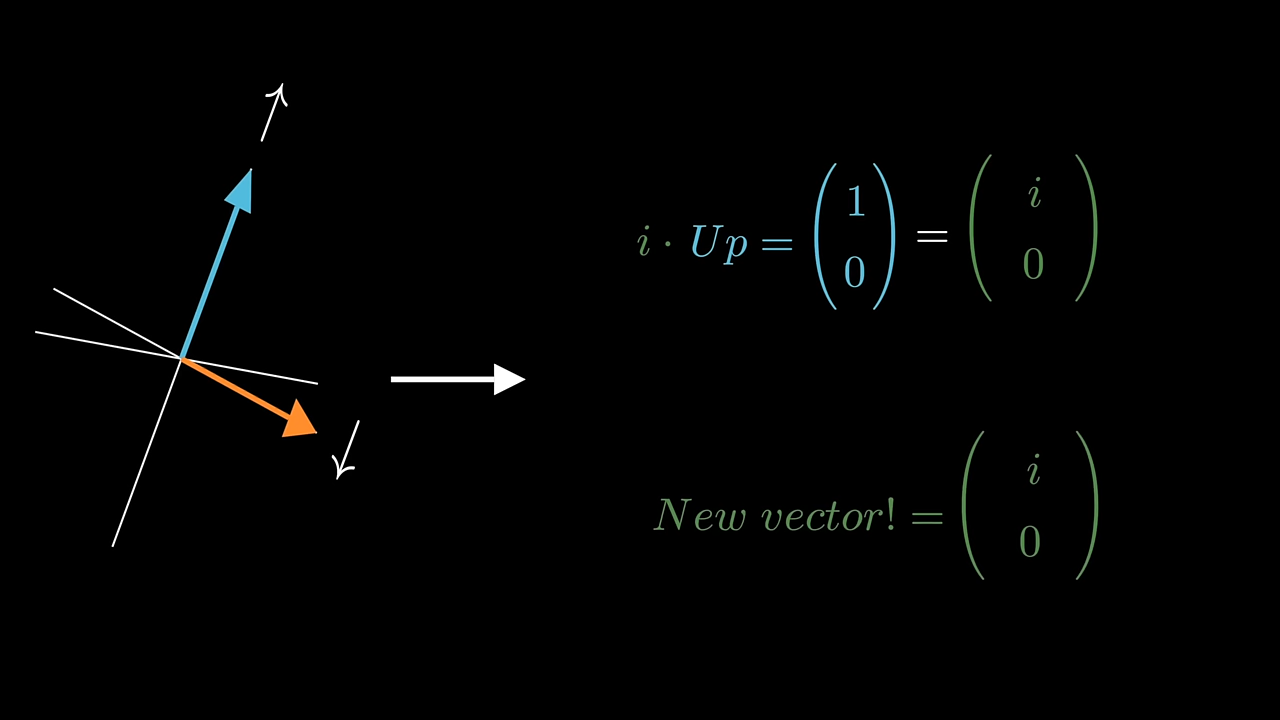 i · Up = (1 0) = (i 0)
New vector! = (i 0)